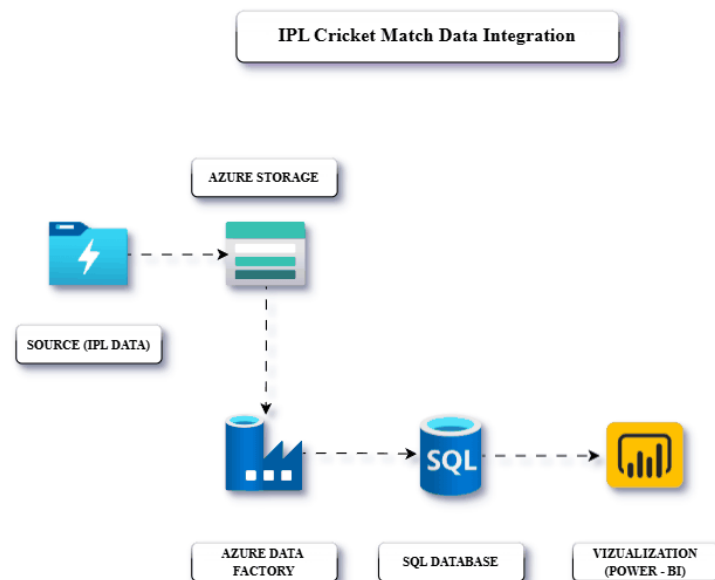 IPL Cricket Match Data Integration
AZURE STORAGE
SOURCE (IPL DATA)
SQL
AZURE DATA
FACTORY
SQL DATABASE
VIZUALIZATION
(POWER - BI)